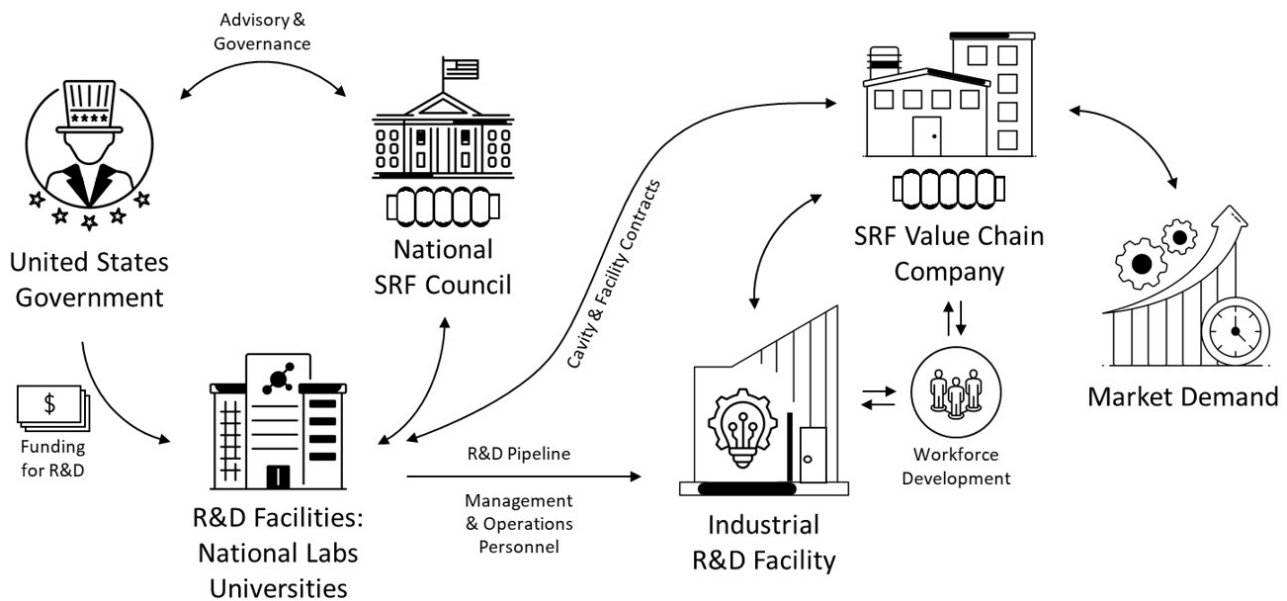 Advisory &
Governance
United States
Government
National
SRF Council
Cavity & Facility Contracts
SRF Value Chain
Company
Market Demand
$
Funding
for R&D
R&D Facilities:
National Labs
Universities
R&D Pipeline
Management
& Operations
Personnel
Industrial
R&D Facility
Workforce
Development